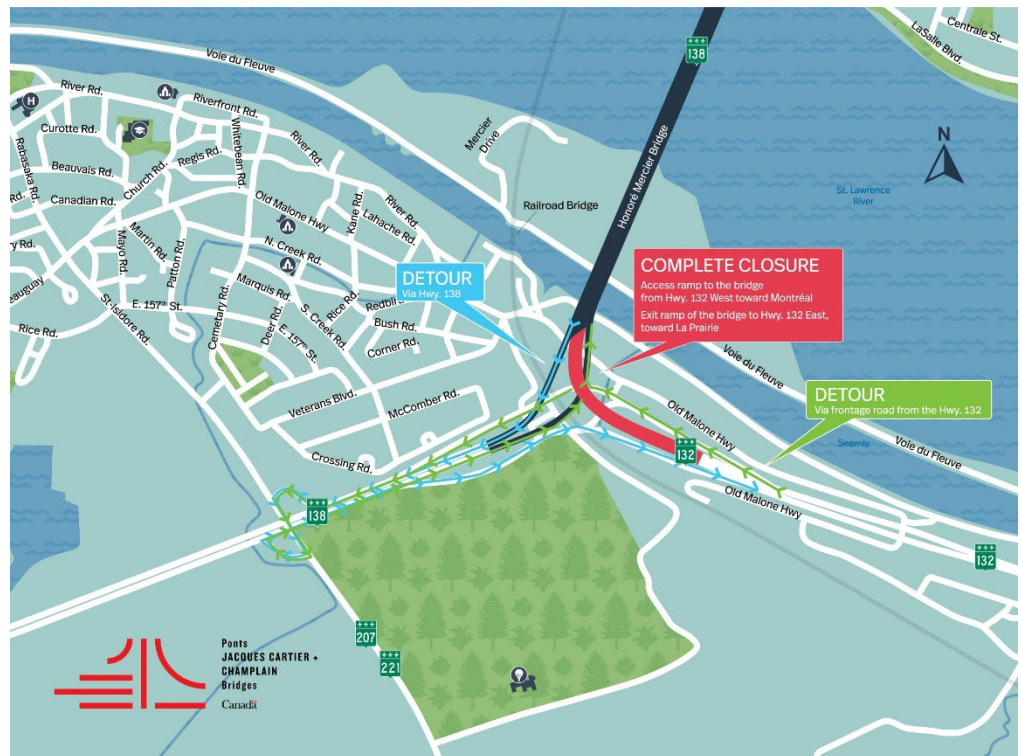 Centrale St.
LaSalle Blvd.
138
Voie du Fleuve
River Rd.
Riverfront Rd.
H
Curotte Rd.
Whitebean Rd.
River Rd.
Mercier
Drive
Honoré Mercier Bridge
N
Rabasaka Rd.
Regis Rd.
Beauvais Rd.
Church Rd.
Canadian Rd.
Rd.
Old Malone Hwy
Kane Rd.
River Rd.
Lahache Rd.
Railroad Bridge
St. Lawrence
River
Mayo Rd.
Martin Rd.
Patton Rd.
N. Creek Rd.
ry Rd.
eauguay
Rice Rd.
E. 157th St.
St-Isidore Rd.
Cemetary Rd.
Marquis Rd.
Deer Rd.
E. 157th St.
S. Creek Rd.
Rice Rd.
Redbir
Bush Rd.
Corner Rd.
DETOUR
Via Hwy. 138
COMPLETE CLOSURE
Access ramp to the bridge
from Hwy. 132 West toward Montréal
Exit ramp of the bridge to Hwy. 132 East,
toward La Prairie
Voie du Fleuve
Veterans Blvd.
McComber Rd.
Crossing Rd.
Old Malone Hwy
DETOUR
Via frontage road from the Hwy. 132
Seaway
Voie du Fleuve
132
Old Malone Hwy
138
132
207
221
Ponts
JACQUES CARTIER +
CHAMPLAIN
Bridges
Canada